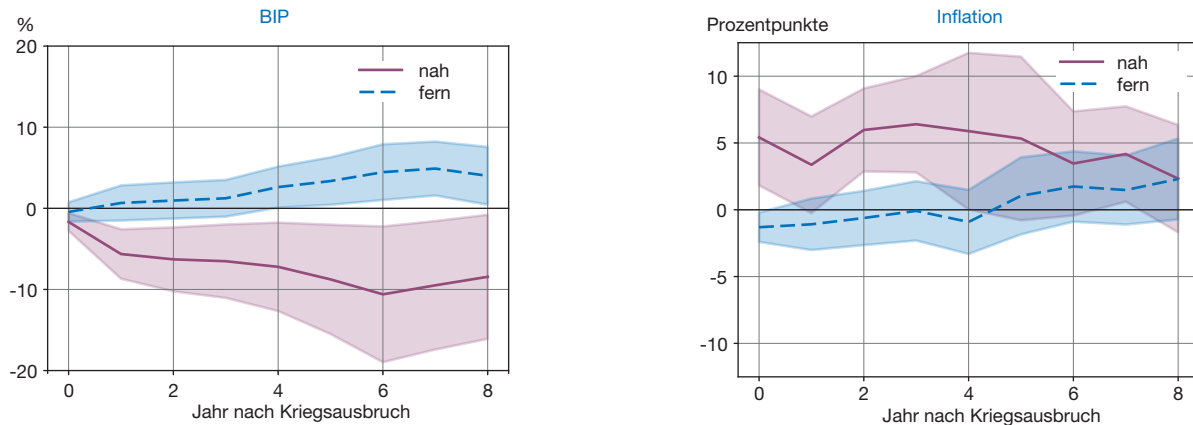 BIP
%
20
10
0
-10
-20
nah
fern
0 2 4 6 8
Jahr nach Kriegsausbruch
Inflation
Prozentpunkte
10
5
0
-5
-10
nah
fern
0 2 4 6 8
Jahr nach Kriegsausbruch